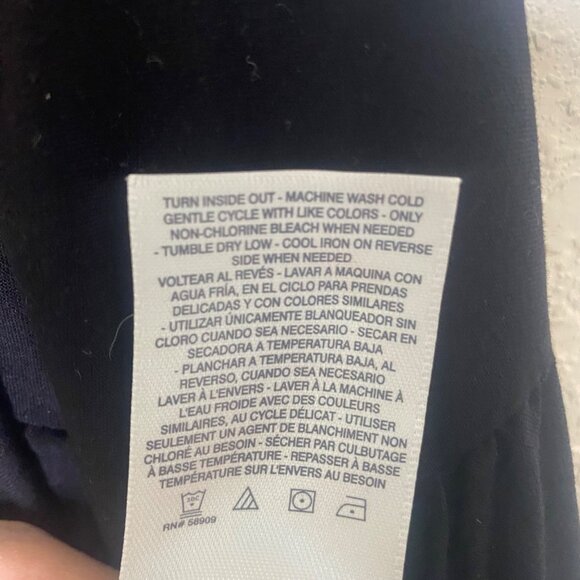 TURN INSIDE OUT - MACHINE WASH COLD
GENTLE CYCLE WITH LIKE COLORS - ONLY
NON-CHLORINE BLEACH WHEN NEEDED
- TUMBLE DRY LOW - COOL IRON ON REVERSE
SIDE WHEN NEEDED
VOLTEAR AL REVÉS - LAVAR A MAQUINA CON
AGUA FRÍA, EN EL CICLO PARA PRENDAS
DELICADAS Y CON COLORES SIMILARES
- UTILIZAR ÚNICAMENTE BLANQUEADOR SIN
CLORO CUANDO SEA NECESARIO - SECAR EN
SECADORA A TEMPERATURA BAJA
- PLANCHAR A TEMPERATURA BAJA, AL
REVERSO, CUANDO SEA NECESARIO
LAVER À L'ENVERS - LAVER À LA MACHINE À
L'EAU FROIDE AVEC DES COULEURS
SIMILAIRES, AU CYCLE DÉLICAT - UTILISER
SEULEMENT UN AGENT DE BLANCHIMENT NON
CHLORÉ AU BESOIN - SÉCHER PAR CULBUTAGE
À BASSE TEMPÉRATURE - REPASSER À BASSE
TEMPÉRATURE SUR L'ENVERS AU BESOIN
30C
RN# 58909